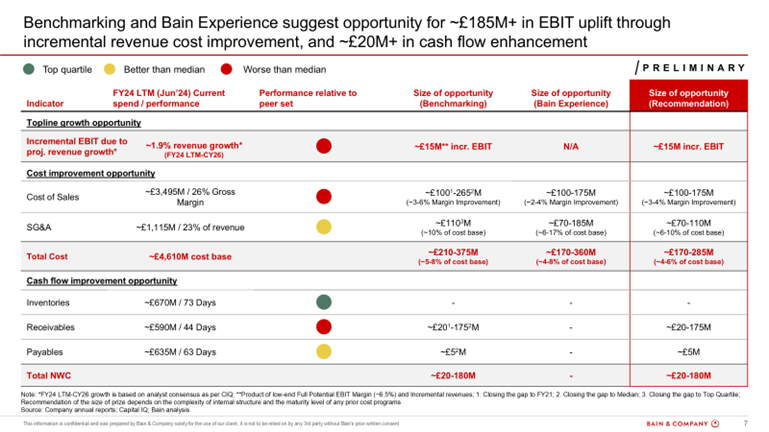 Benchmarking and Bain Experience suggest opportunity for ~£185M+ in EBIT uplift through
incremental revenue cost improvement, and ~£20M+ in cash flow enhancement
Top quartile Better than median Worse than median
PRELIMINARY
Indicator
FY24 LTM (Jun'24) Current
spend / performance
Performance relative to
peer set
Size of opportunity
(Benchmarking)
Size of opportunity
(Bain Experience)
Size of opportunity
(Recommendation)
Topline growth opportunity
Incremental EBIT due to
proj. revenue growth*
~1.9% revenue growth*
(FY24 LTM-CY26)
~£15M** incr. EBIT
N/A
~£15M incr. EBIT
Cost improvement opportunity
Cost of Sales
~£3,495M / 26% Gross
Margin
~£100¹-265²M
(~3-6% Margin Improvement)
~£100-175M
(~2-4% Margin Improvement)
~£100-175M
(~3-4% Margin Improvement)
SG&A
~£1,115M / 23% of revenue
~£110³M
(~10% of cost base)
~£70-185M
(~6-17% of cost base)
~£70-110M
(~6-10% of cost base)
Total Cost
~£4,610M cost base
~£210-375M
(~5-8% of cost base)
~£170-360M
(~4-8% of cost base)
~£170-285M
(~4-6% of cost base)
Cash flow improvement opportunity
Inventories
~£670M / 73 Days
-
-
-
Receivables
~£590M / 44 Days
~£20¹-175²M
-
~£20-175M
Payables
~£635M / 63 Days
~£5²M
-
~£5M
Total NWC
~£20-180M
-
~£20-180M
Note: *FY24 LTM-CY26 growth is based on analyst consensus as per CIQ; **Product of low-end Full Potential EBIT Margin (~6.5%) and Incremental revenues; 1. Closing the gap to FY21; 2. Closing the gap to Median; 3. Closing the gap to Top Quartile;
Recommendation of the size of prize depends on the complexity of internal structure and the maturity level of any prior cost programs
Source: Company annual reports; Capital IQ; Bain analysis
This information is confidential and was prepared by Bain & Company solely for the use of our client; it is not to be relied on by any 3rd party without Bain's prior written consent
BAIN & COMPANY
7